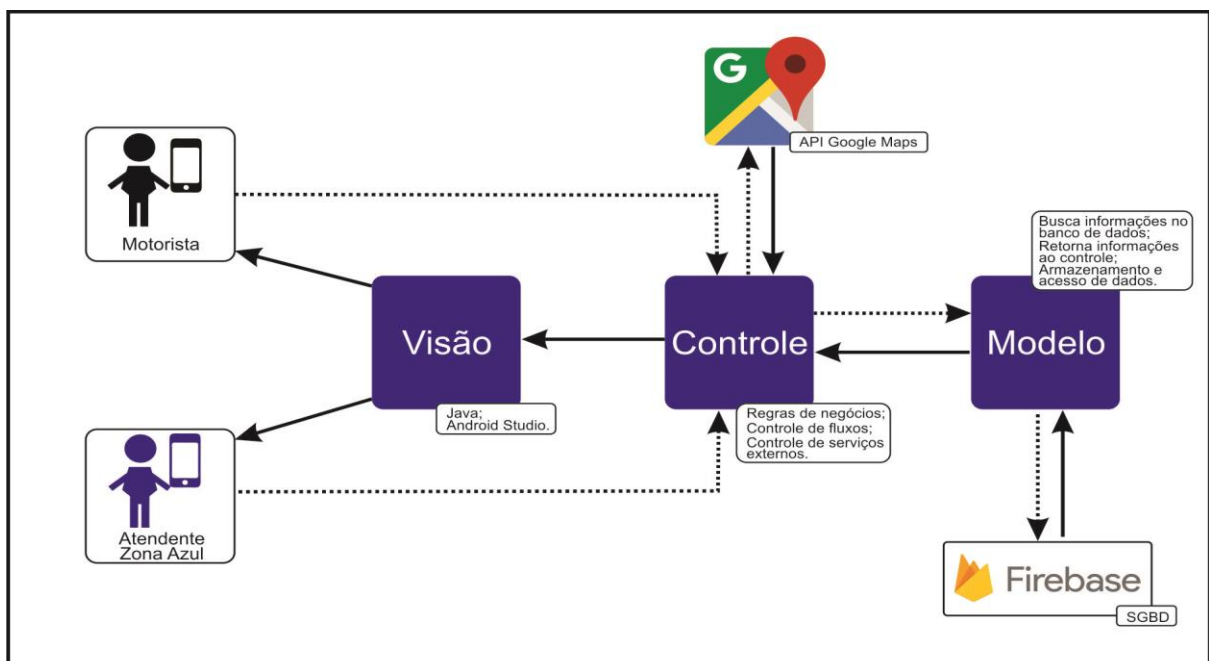 G
API Google Maps
Motorista
Busca informações no
banco de dados;
Retorna informações
ao controle;
Armazenamento e
acesso de dados.
Visão
Controle
Modelo
Java;
Android Studio.
Regras de negócios;
Controle de fluxos;
Controle de serviços
externos.
Atendente
Zona Azul
Firebase
SGBD